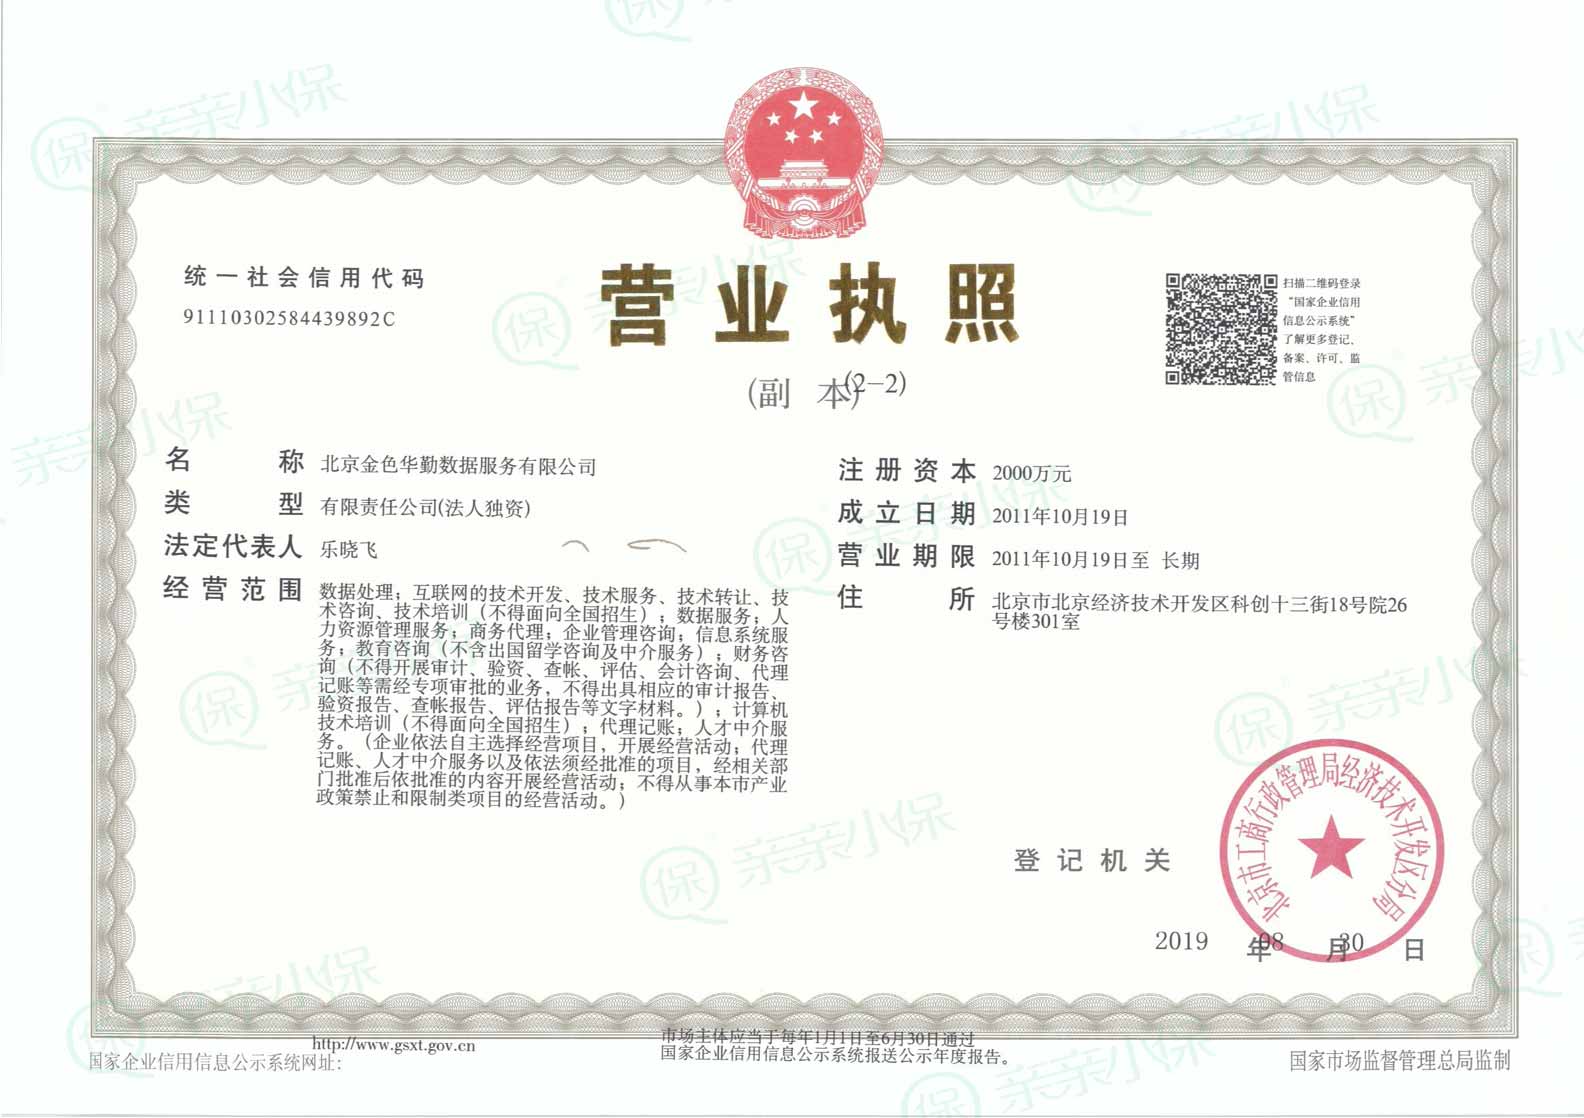 统一社会信用代码
91110302584439892C
营业执照
(副 本)(2-2)
扫描二维码登录
“国家企业信用
信息公示系统”
了解更多登记、
备案、许可、监
管信息
名 称 北京金色华勤数据服务有限公司
类 型 有限责任公司(法人独资)
法定代表人 乐晓飞
经营范围 数据处理；互联网的技术开发、技术服务、技术转让、技
术咨询、技术培训（不得面向全国招生）；数据服务；人
力资源管理服务；商务代理；企业管理咨询；信息系统服
务；教育咨询（不含出国留学咨询及中介服务）；财务咨
询（不得开展审计、验资、查帐、评估、会计咨询、代理
记账等需经专项审批的业务，不得出具相应的审计报告、
验资报告、查帐报告、评估报告等文字材料。）；计算机
技术培训（不得面向全国招生）；代理记账；人才中介服
务。（企业依法自主选择经营项目，开展经营活动；代理
记账、人才中介服务以及依法须经批准的项目，经相关部
门批准后依批准的内容开展经营活动；不得从事本市产业
政策禁止和限制类项目的经营活动。）
注册资本 2000万元
成立日期 2011年10月19日
营业期限 2011年10月19日至 长期
住 所 北京市北京经济技术开发区科创十三街18号院26
号楼301室
登记机关
北京市工商行政管理局经济技术开发区分局
2019 年08 月30 日
国家企业信用信息公示系统网址：
http://www.gsxt.gov.cn
市场主体应当于每年1月1日至6月30日通过
国家企业信用信息公示系统报送公示年度报告。
国家市场监督管理总局监制
保 亲亲小保